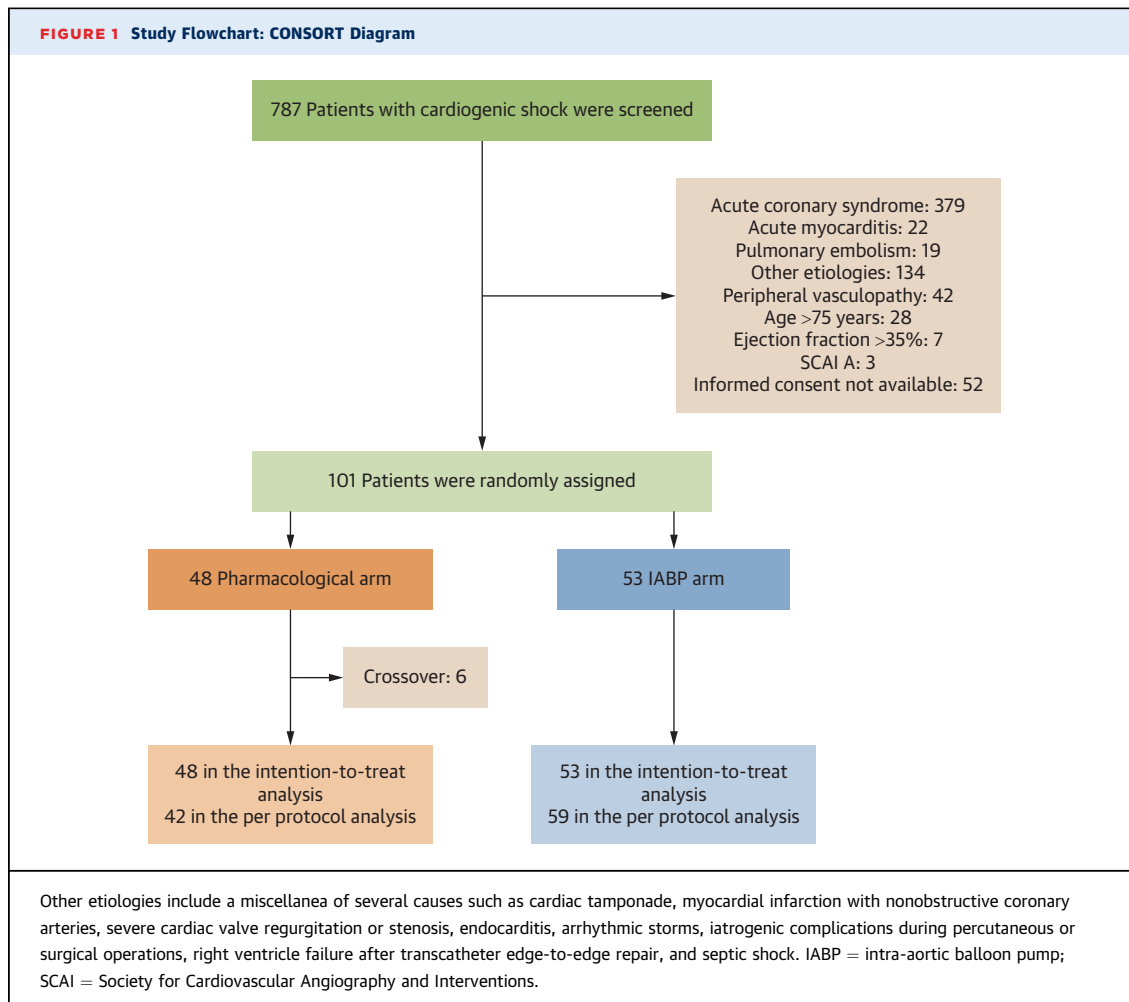 FIGURE 1 Study Flowchart: CONSORT Diagram
787 Patients with cardiogenic shock were screened
Acute coronary syndrome: 379
Acute myocarditis: 22
Pulmonary embolism: 19
Other etiologies: 134
Peripheral vasculopathy: 42
Age >75 years: 28
Ejection fraction >35%: 7
SCAI A: 3
Informed consent not available: 52
101 Patients were randomly assigned
48 Pharmacological arm
53 IABP arm
Crossover: 6
48 in the intention-to-treat
analysis
42 in the per protocol analysis
53 in the intention-to-treat
analysis
59 in the per protocol analysis
Other etiologies include a miscellanea of several causes such as cardiac tamponade, myocardial infarction with nonobstructive coronary
arteries, severe cardiac valve regurgitation or stenosis, endocarditis, arrhythmic storms, iatrogenic complications during percutaneous or
surgical operations, right ventricle failure after transcatheter edge-to-edge repair, and septic shock. IABP = intra-aortic balloon pump;
SCAI = Society for Cardiovascular Angiography and Interventions.